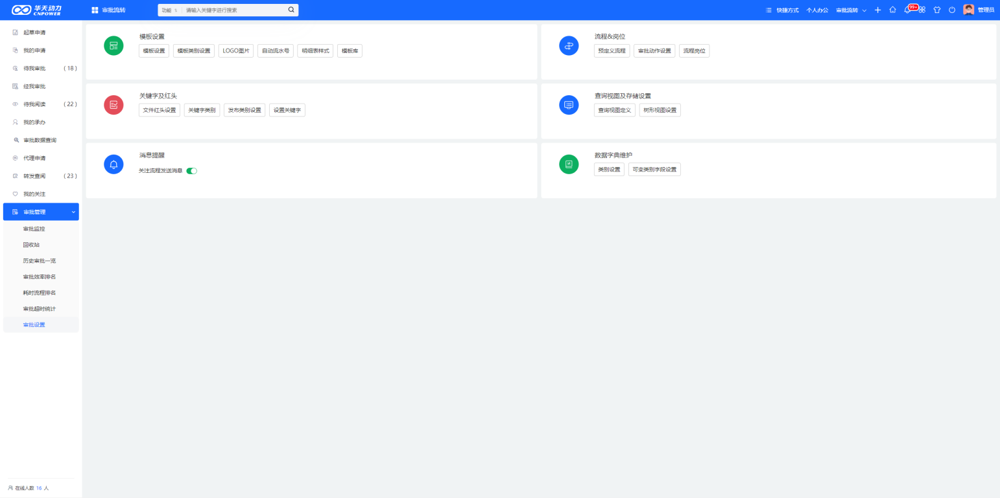 华天动力
CNPOWER
审批流转
功能 请输入关键字进行搜索
快捷方式 个人办公 审批流转 99+ 管理员
起草申请
我的申请
待我审批 ( 18 )
经我审批
待我阅读 ( 22 )
我的承办
审批数据查询
代理申请
转发查阅 ( 23 )
我的关注
审批管理
审批监控
回收站
历史审批一览
审批效率排名
耗时流程排名
审批超时统计
审批设置
在线人数 16 人
模板设置
模板设置 模板类别设置 LOGO图片 自动流水号 明细表样式 模板库
流程&岗位
预定义流程 审批动作设置 流程岗位
关键字及红头
文件红头设置 关键字类别 发布类别设置 设置关键字
查询视图及存储设置
查询视图定义 树形视图设置
消息提醒
关注流程发送消息
数据字典维护
类别设置 可变类别字段设置